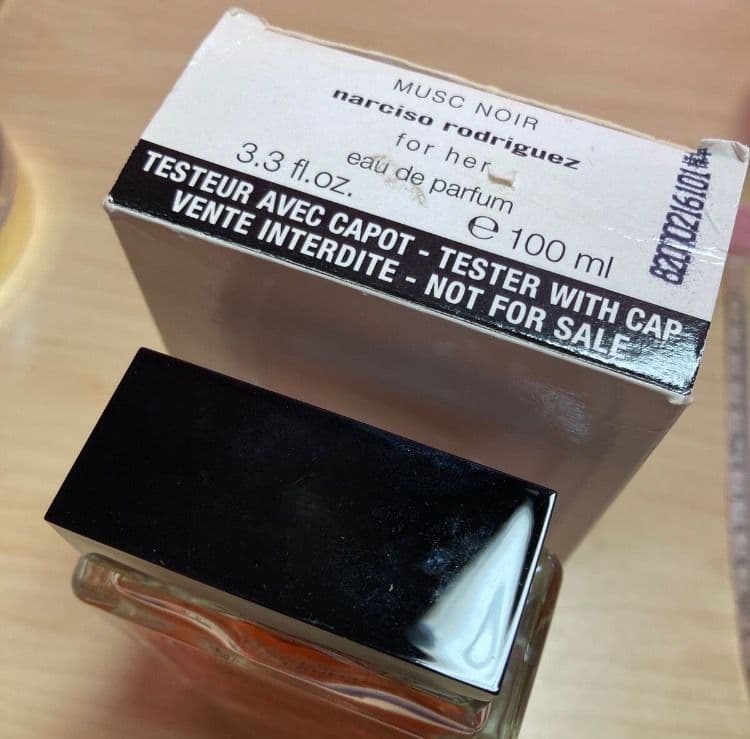 MUSC NOIR
narciso rodriguez
for her
eau de parfum
3.3 fl.oz.
℮ 100 ml
TESTEUR AVEC CAPOT - TESTER WITH CAP
VENTE INTERDITE - NOT FOR SALE